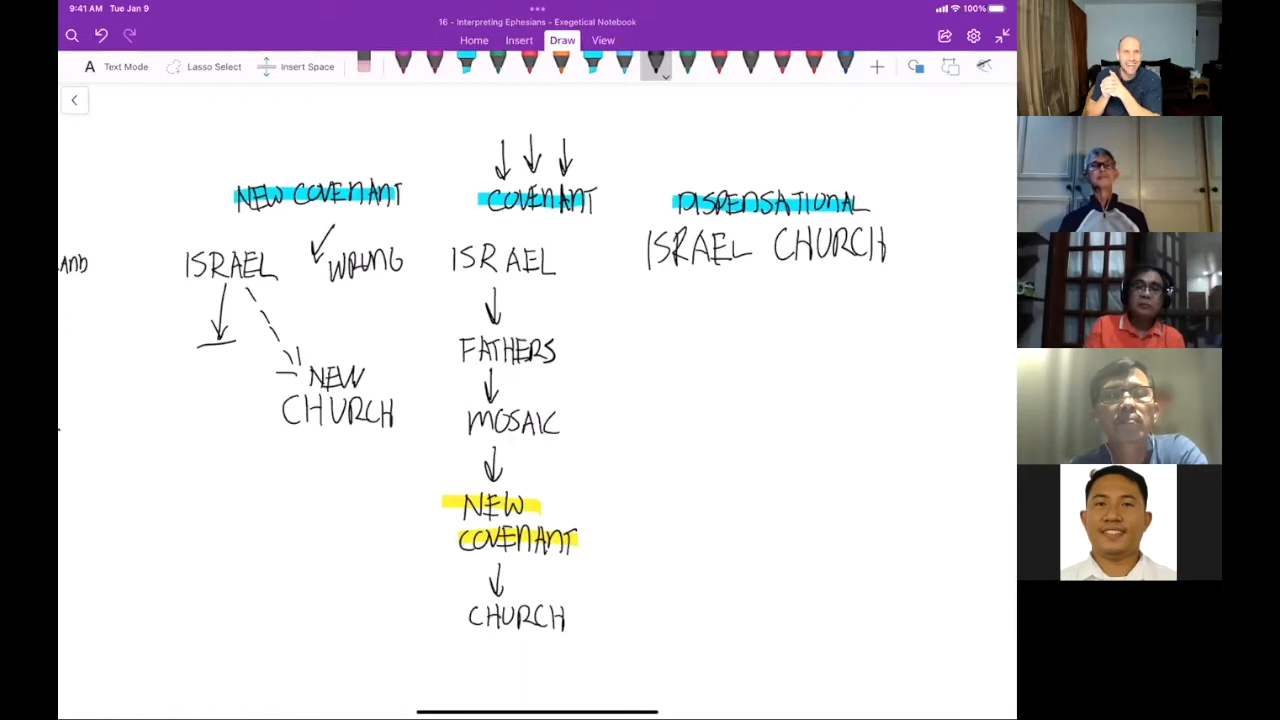 9:41 AM Tue Jan 9
100%
16 - Interpreting Ephesians - Exegetical Notebook
Home Insert Draw View
A Text Mode Lasso Select Insert Space
NEW COVENANT COVENANT DISPENSATIONAL
AND ISRAEL WRONG ISRAEL ISRAEL CHURCH
FATHERS
NEW
CHURCH MOSAIC
NEW
COVENANT
CHURCH